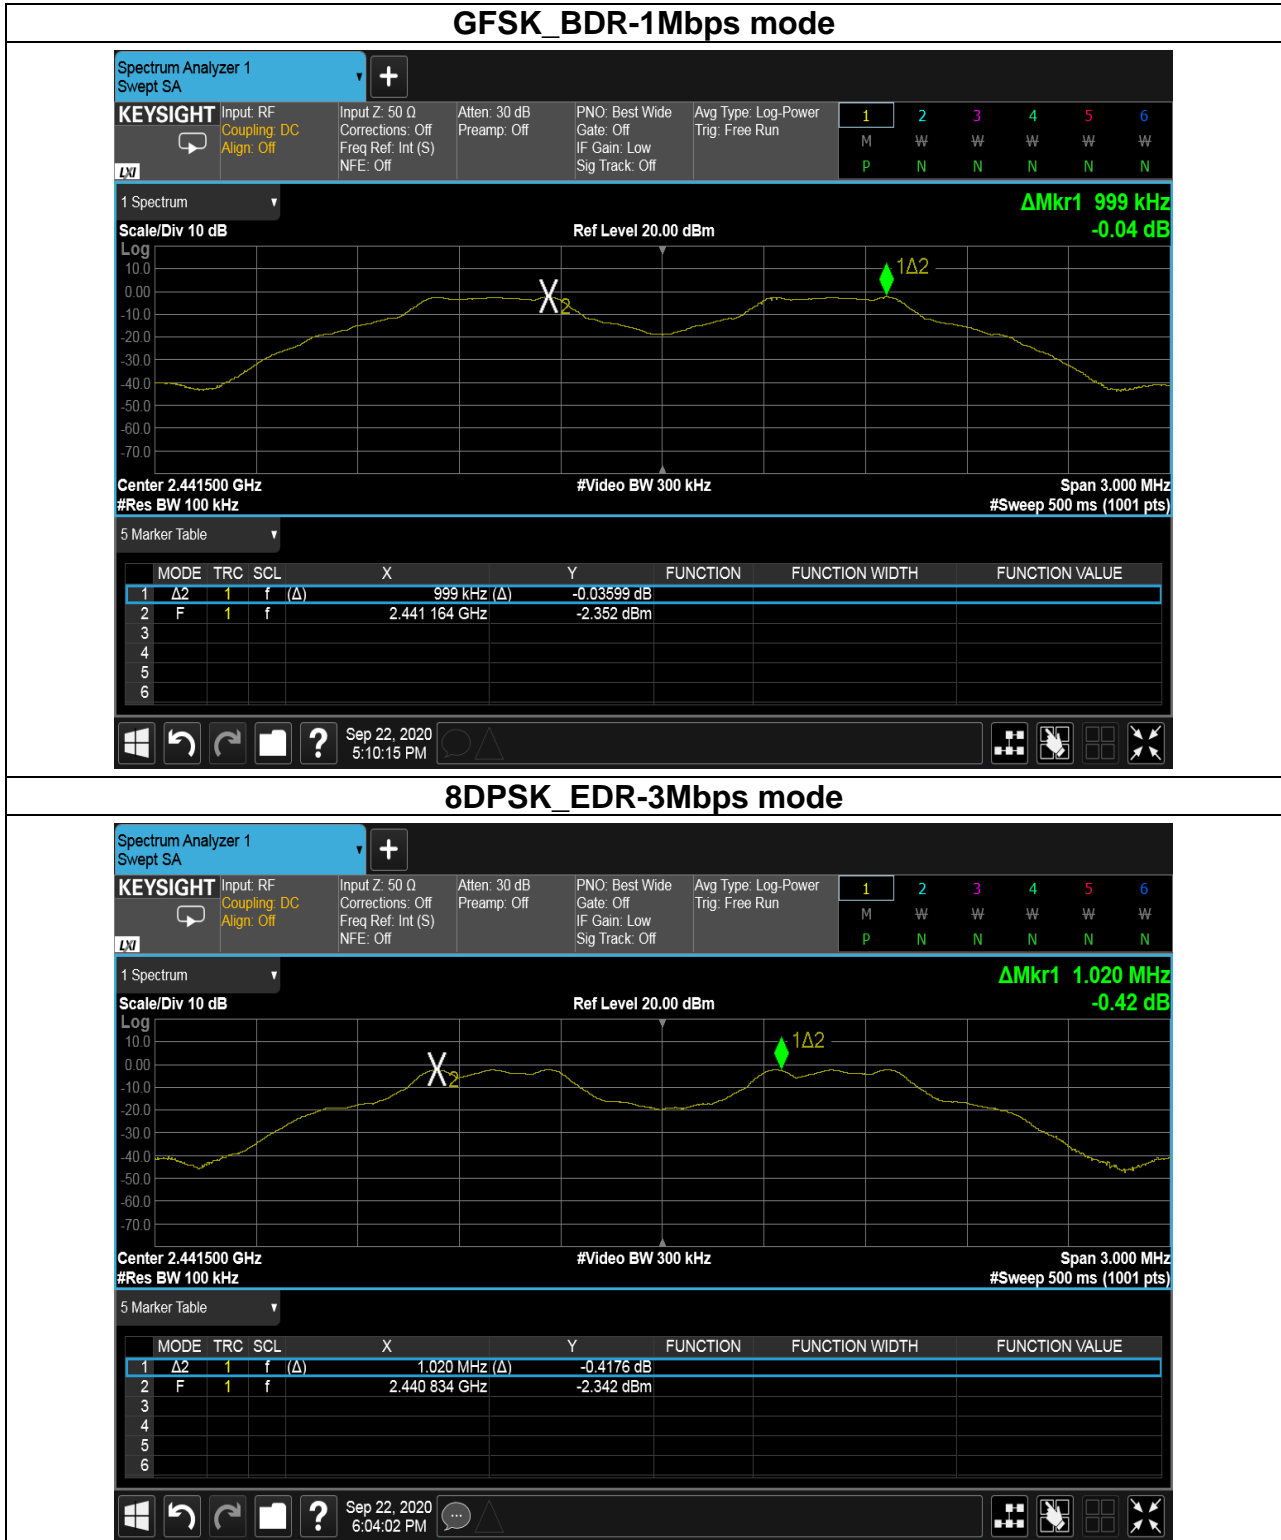 GFSK_BDR-1Mbps mode
Spectrum Analyzer 1
Swept SA
+
KEYSIGHT
LXI
Input: RF
Coupling: DC
Align: Off
Input Z: 50 Ω
Corrections: Off
Freq Ref: Int (S)
NFE: Off
Atten: 30 dB
Preamp: Off
PNO: Best Wide
Gate: Off
IF Gain: Low
Sig Track: Off
Avg Type: Log-Power
Trig: Free Run
1 2 3 4 5 6
M W W W W W
P N N N N N
1 Spectrum
ΔMkr1 999 kHz
Scale/Div 10 dB Ref Level 20.00 dBm -0.04 dB
Log
10.0
0.00
-10.0
-20.0
-30.0
-40.0
-50.0
-60.0
-70.0
2
1Δ2
Center 2.441500 GHz #Video BW 300 kHz Span 3.000 MHz
#Res BW 100 kHz #Sweep 500 ms (1001 pts)
5 Marker Table
MODE TRC SCL X Y FUNCTION FUNCTION WIDTH FUNCTION VALUE
1 Δ2 1 f (Δ) 999 kHz (Δ) -0.03599 dB
2 F 1 f 2.441 164 GHz -2.352 dBm
3
4
5
6
?
Sep 22, 2020
5:10:15 PM
8DPSK_EDR-3Mbps mode
Spectrum Analyzer 1
Swept SA
+
KEYSIGHT
LXI
Input: RF
Coupling: DC
Align: Off
Input Z: 50 Ω
Corrections: Off
Freq Ref: Int (S)
NFE: Off
Atten: 30 dB
Preamp: Off
PNO: Best Wide
Gate: Off
IF Gain: Low
Sig Track: Off
Avg Type: Log-Power
Trig: Free Run
1 2 3 4 5 6
M W W W W W
P N N N N N
1 Spectrum
ΔMkr1 1.020 MHz
Scale/Div 10 dB Ref Level 20.00 dBm -0.42 dB
Log
10.0
0.00
-10.0
-20.0
-30.0
-40.0
-50.0
-60.0
-70.0
2
1Δ2
Center 2.441500 GHz #Video BW 300 kHz Span 3.000 MHz
#Res BW 100 kHz #Sweep 500 ms (1001 pts)
5 Marker Table
MODE TRC SCL X Y FUNCTION FUNCTION WIDTH FUNCTION VALUE
1 Δ2 1 f (Δ) 1.020 MHz (Δ) -0.4176 dB
2 F 1 f 2.440 834 GHz -2.342 dBm
3
4
5
6
?
Sep 22, 2020
6:04:02 PM